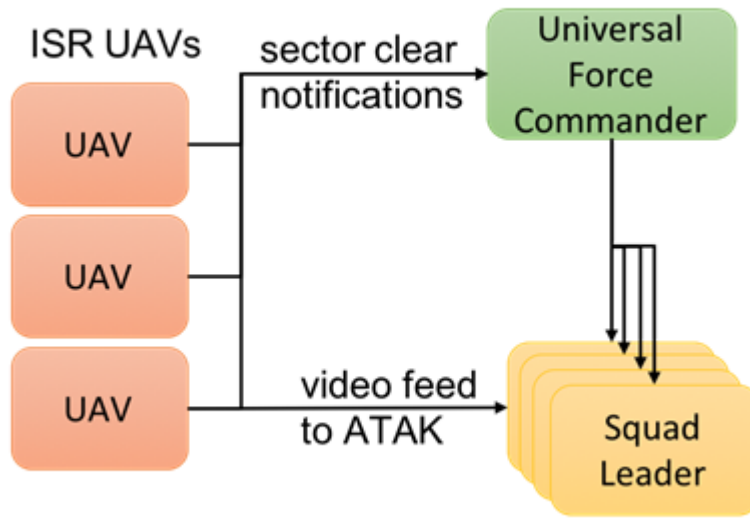 ISR UAVs
UAV
UAV
UAV
sector clear
notifications
Universal
Force
Commander
video feed
to ATAK
Squad
Leader